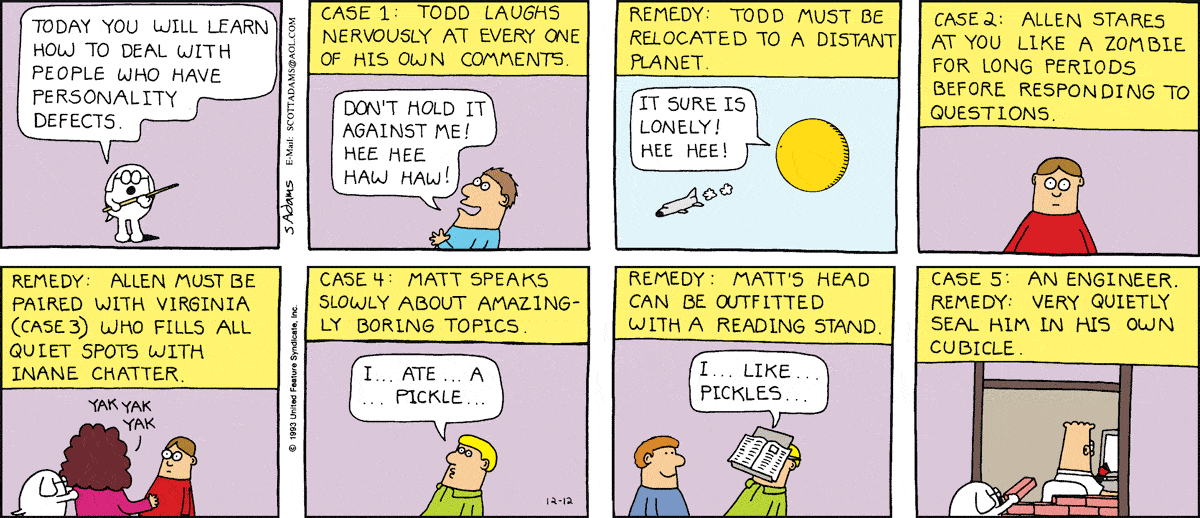 TODAY YOU WILL LEARN
HOW TO DEAL WITH
PEOPLE WHO HAVE
PERSONALITY
DEFECTS.
S ADAMS E-Mail: SCOTTADAMS@AOL.COM
CASE 1: TODD LAUGHS
NERVOUSLY AT EVERY ONE
OF HIS OWN COMMENTS.
DON'T HOLD IT
AGAINST ME!
HEE HEE
HAW HAW!
REMEDY: TODD MUST BE
RELOCATED TO A DISTANT
PLANET.
IT SURE IS
LONELY!
HEE HEE!
CASE 2: ALLEN STARES
AT YOU LIKE A ZOMBIE
FOR LONG PERIODS
BEFORE RESPONDING TO
QUESTIONS.
REMEDY: ALLEN MUST BE
PAIRED WITH VIRGINIA
(CASE 3) WHO FILLS ALL
QUIET SPOTS WITH
INANE CHATTER.
YAK YAK
YAK
© 1993 United Feature Syndicate, Inc.
CASE 4: MATT SPEAKS
SLOWLY ABOUT AMAZING-
LY BORING TOPICS.
I... ATE ... A
... PICKLE...
12-12
REMEDY: MATT'S HEAD
CAN BE OUTFITTED
WITH A READING STAND.
I... LIKE...
PICKLES...
CASE 5: AN ENGINEER.
REMEDY: VERY QUIETLY
SEAL HIM IN HIS OWN
CUBICLE.